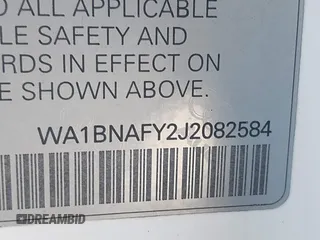 D ALL APPLICABLE
LE SAFETY AND
RDS IN EFFECT ON
E SHOWN ABOVE.
WA1BNAFY2J2082584
DREAMBID